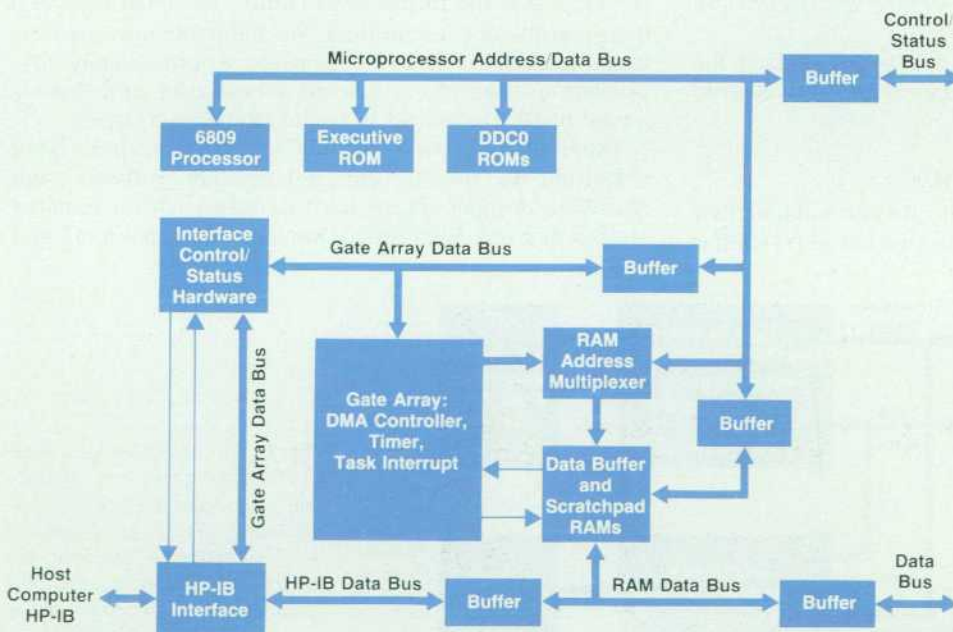 Control/
Status
Bus
Microprocessor Address/Data Bus
Buffer
6809
Processor
Executive
ROM
DDC0
ROMs
Interface
Control/
Status
Hardware
Gate Array Data Bus
Buffer
Gate Array Data Bus
RAM
Address
Multiplexer
Gate Array:
DMA Controller,
Timer,
Task Interrupt
Buffer
Data Buffer
and
Scratchpad
RAMs
Host
Computer
HP-IB
HP-IB
Interface
HP-IB Data Bus
Buffer
RAM Data Bus
Buffer
Data
Bus